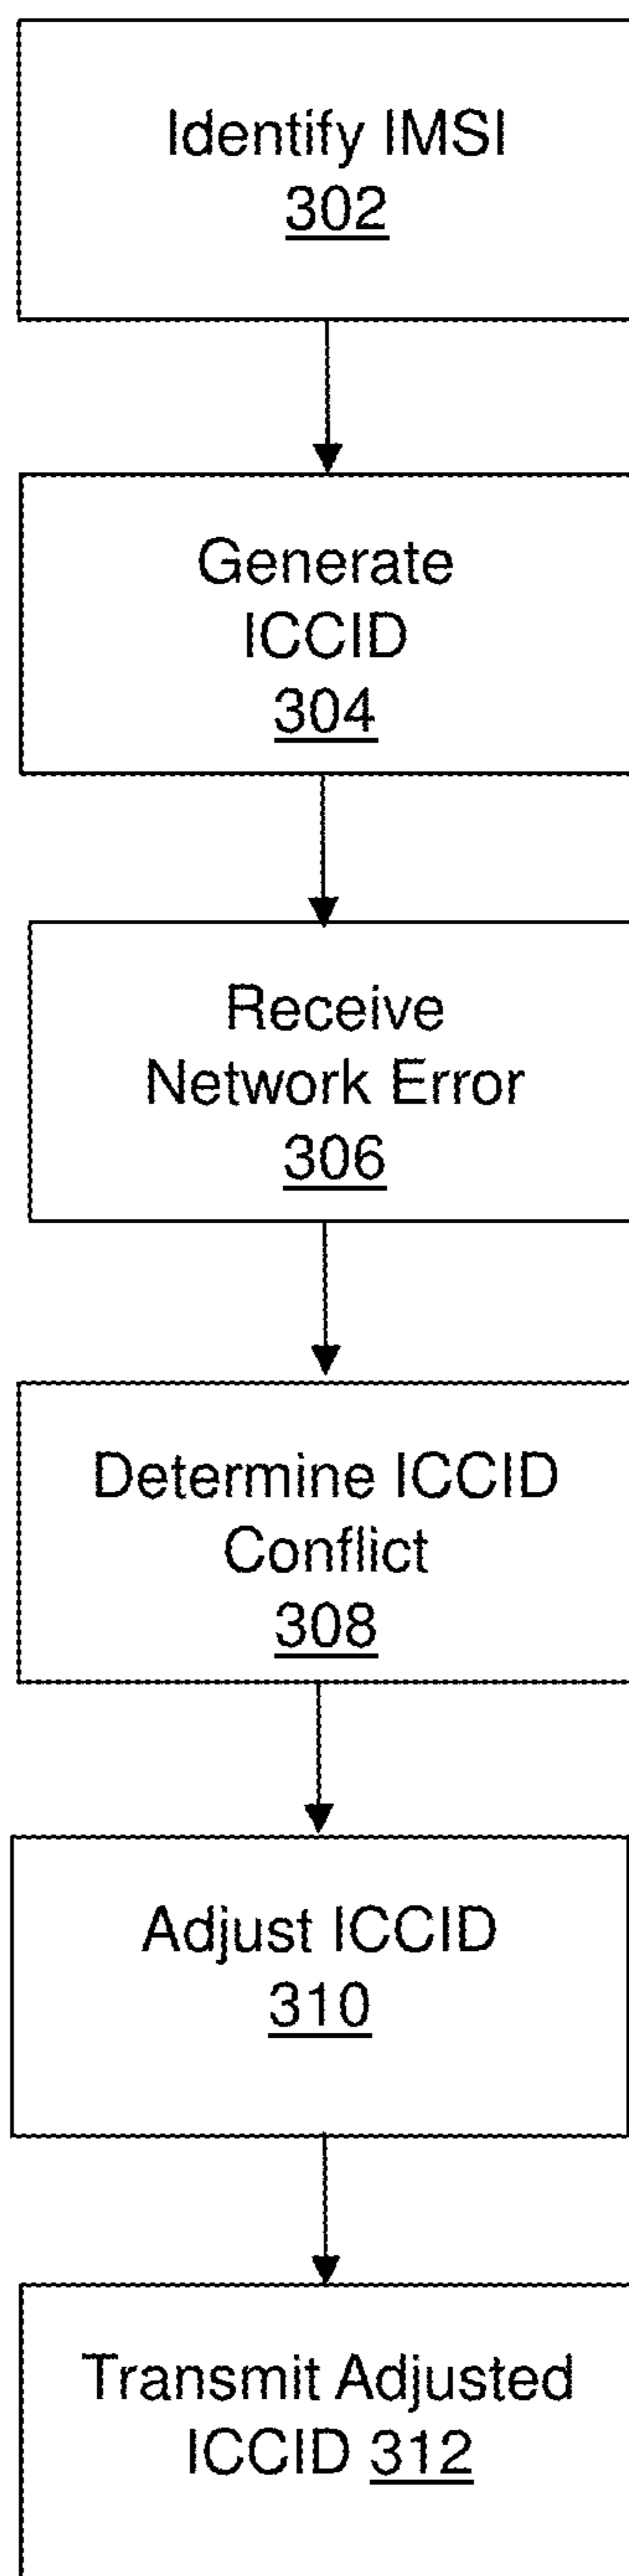 Identify IMSI
302
Generate
ICCID
304
Receive
Network Error
306
Determine ICCID
Conflict
308
Adjust ICCID
310
Transmit Adjusted
ICCID 312